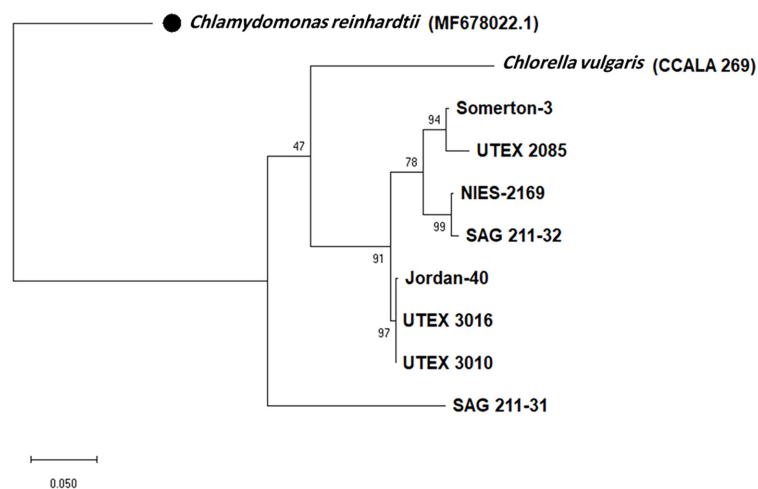 Chlamydomonas reinhardtii (MF678022.1)
Chlorella vulgaris (CCALA 269)
Somerton-3
94
UTEX 2085
47
78
NIES-2169
99
SAG 211-32
91
Jordan-40
UTEX 3016
97
UTEX 3010
SAG 211-31
0.050